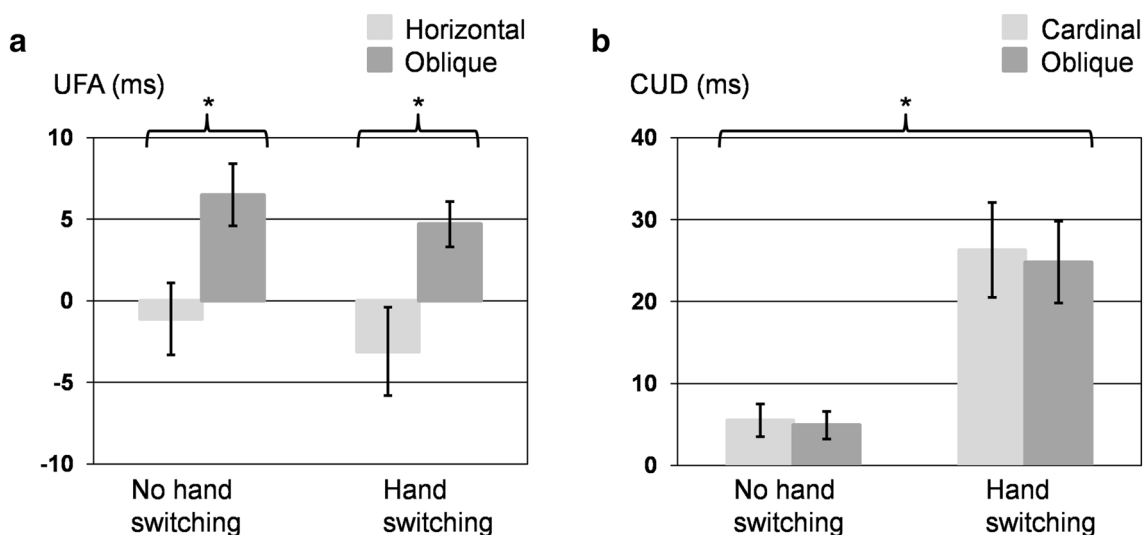 a
Horizontal
Oblique
UFA (ms)
*
*
10
5
0
-5
-10
No hand
switching
Hand
switching
b
Cardinal
Oblique
CUD (ms)
*
40
30
20
10
0
No hand
switching
Hand
switching